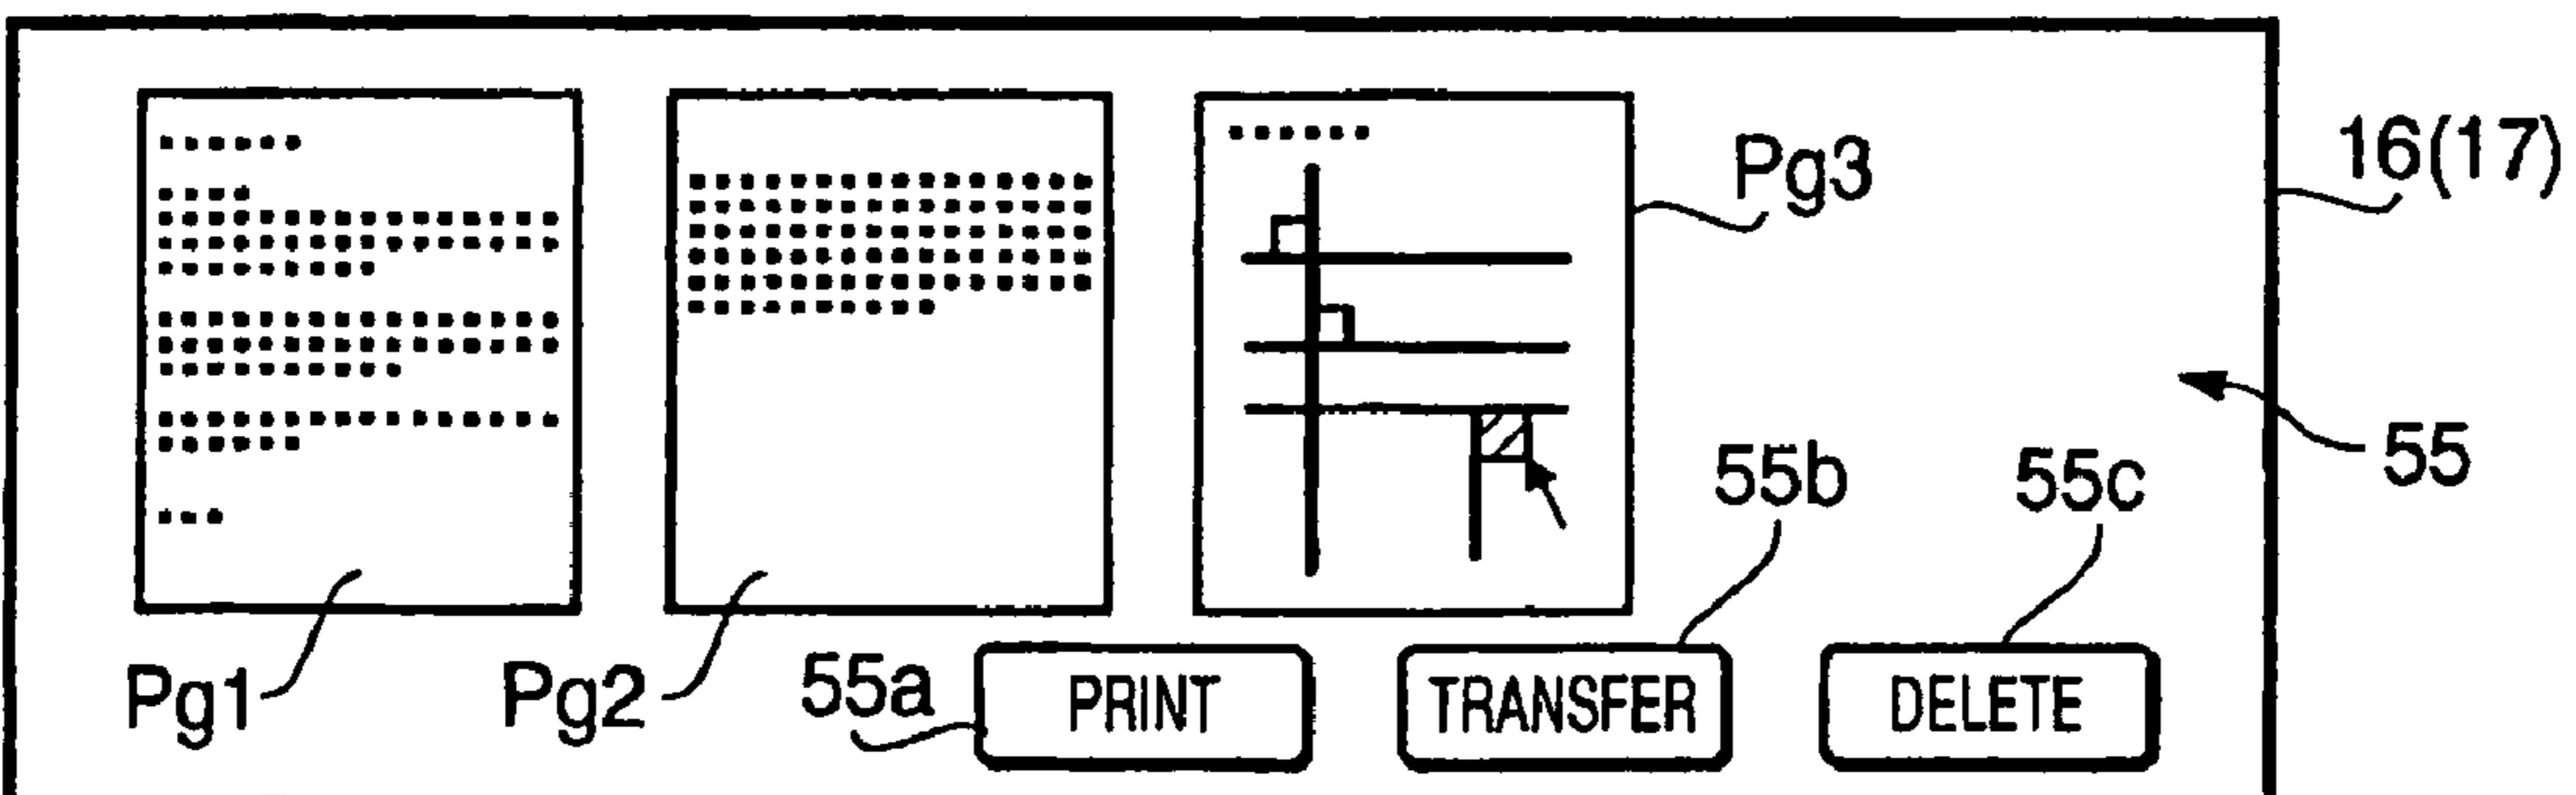 16(17)
Pg3
55
55b
55c
Pg1
Pg2
55a
PRINT
TRANSFER
DELETE